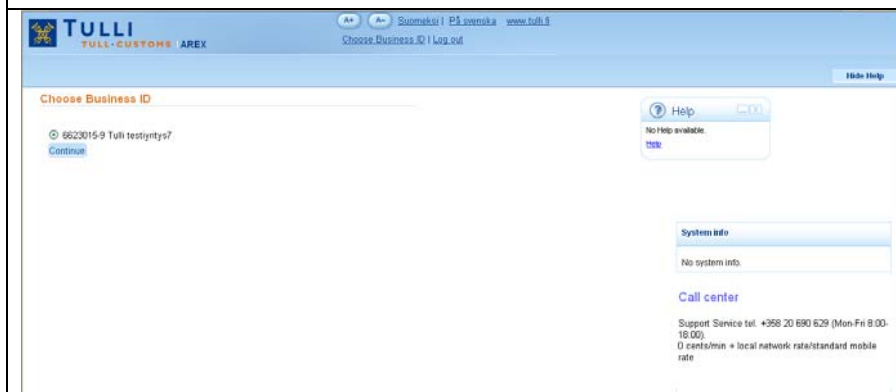 TULLI
TULL·CUSTOMS | AREX
A+ A- Suomeksi | På svenska www.tulli.fi
Choose Business ID | Log out
Hide Help
Choose Business ID
6623015-9 Tulli testiyritys7
Continue
? Help
No Help available.
Help
System info
No system info.
Call center
Support Service tel. +358 20 690 629 (Mon-Fri 8:00-
18:00).
0 cents/min + local network rate/standard mobile
rate